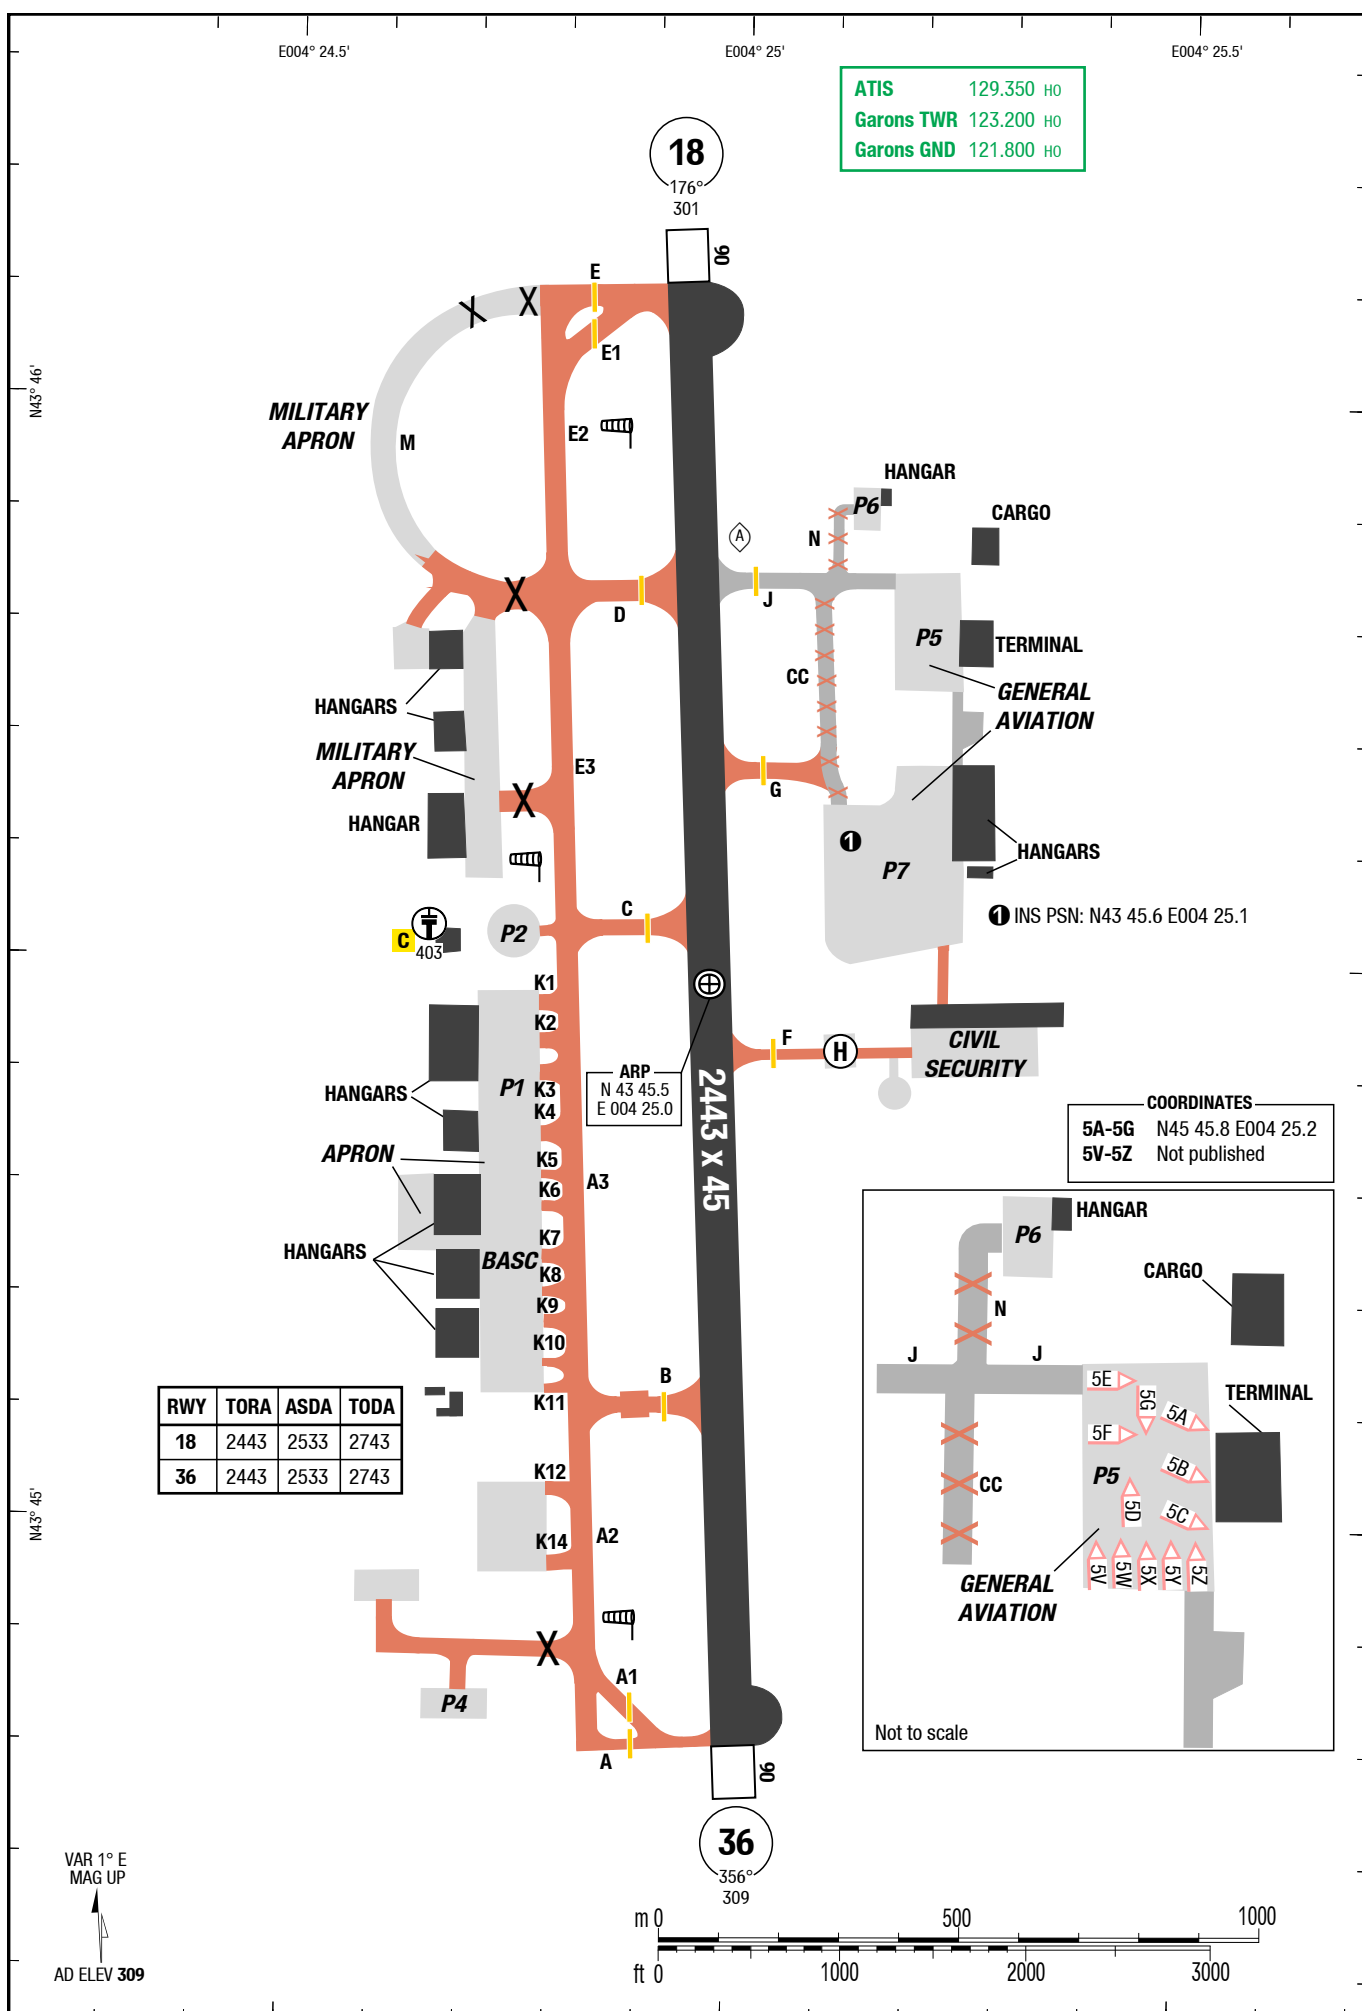 E004° 24.5'
E004° 25'
E004° 25.5'
ATIS 129.350 HO
Garons TWR 123.200 HO
Garons GND 121.800 HO
18
176°
301
90
E
E1
N43° 46'
MILITARY
APRON
M
E2
HANGAR
P6
CARGO
A
N
D
J
P5
TERMINAL
CC
GENERAL
AVIATION
HANGARS
MILITARY
APRON
E3
G
HANGAR
1
HANGARS
P7
C
1 INS PSN: N43 45.6 E004 25.1
P2
C
403
K1
K2
F
H
CIVIL
SECURITY
ARP
N 43 45.5
E 004 25.0
2443 x 45
P1
K3
K4
HANGARS
COORDINATES
5A-5G N45 45.8 E004 25.2
5V-5Z Not published
APRON
K5
K6
A3
K7
HANGARS
BASC
K8
K9
K10
B
K11
RWY TORA ASDA TODA
18 2443 2533 2743
36 2443 2533 2743
K12
N43° 45'
A2
K14
A1
P4
A
90
36
356°
309
P6
HANGAR
CARGO
N
J
J
5E
5G
5A
TERMINAL
5F
5B
P5
CC
5D
5C
5V
5W
5X
5Y
5Z
GENERAL
AVIATION
Not to scale
VAR 1° E
MAG UP
AD ELEV 309
m 0 500 1000
ft 0 1000 2000 3000